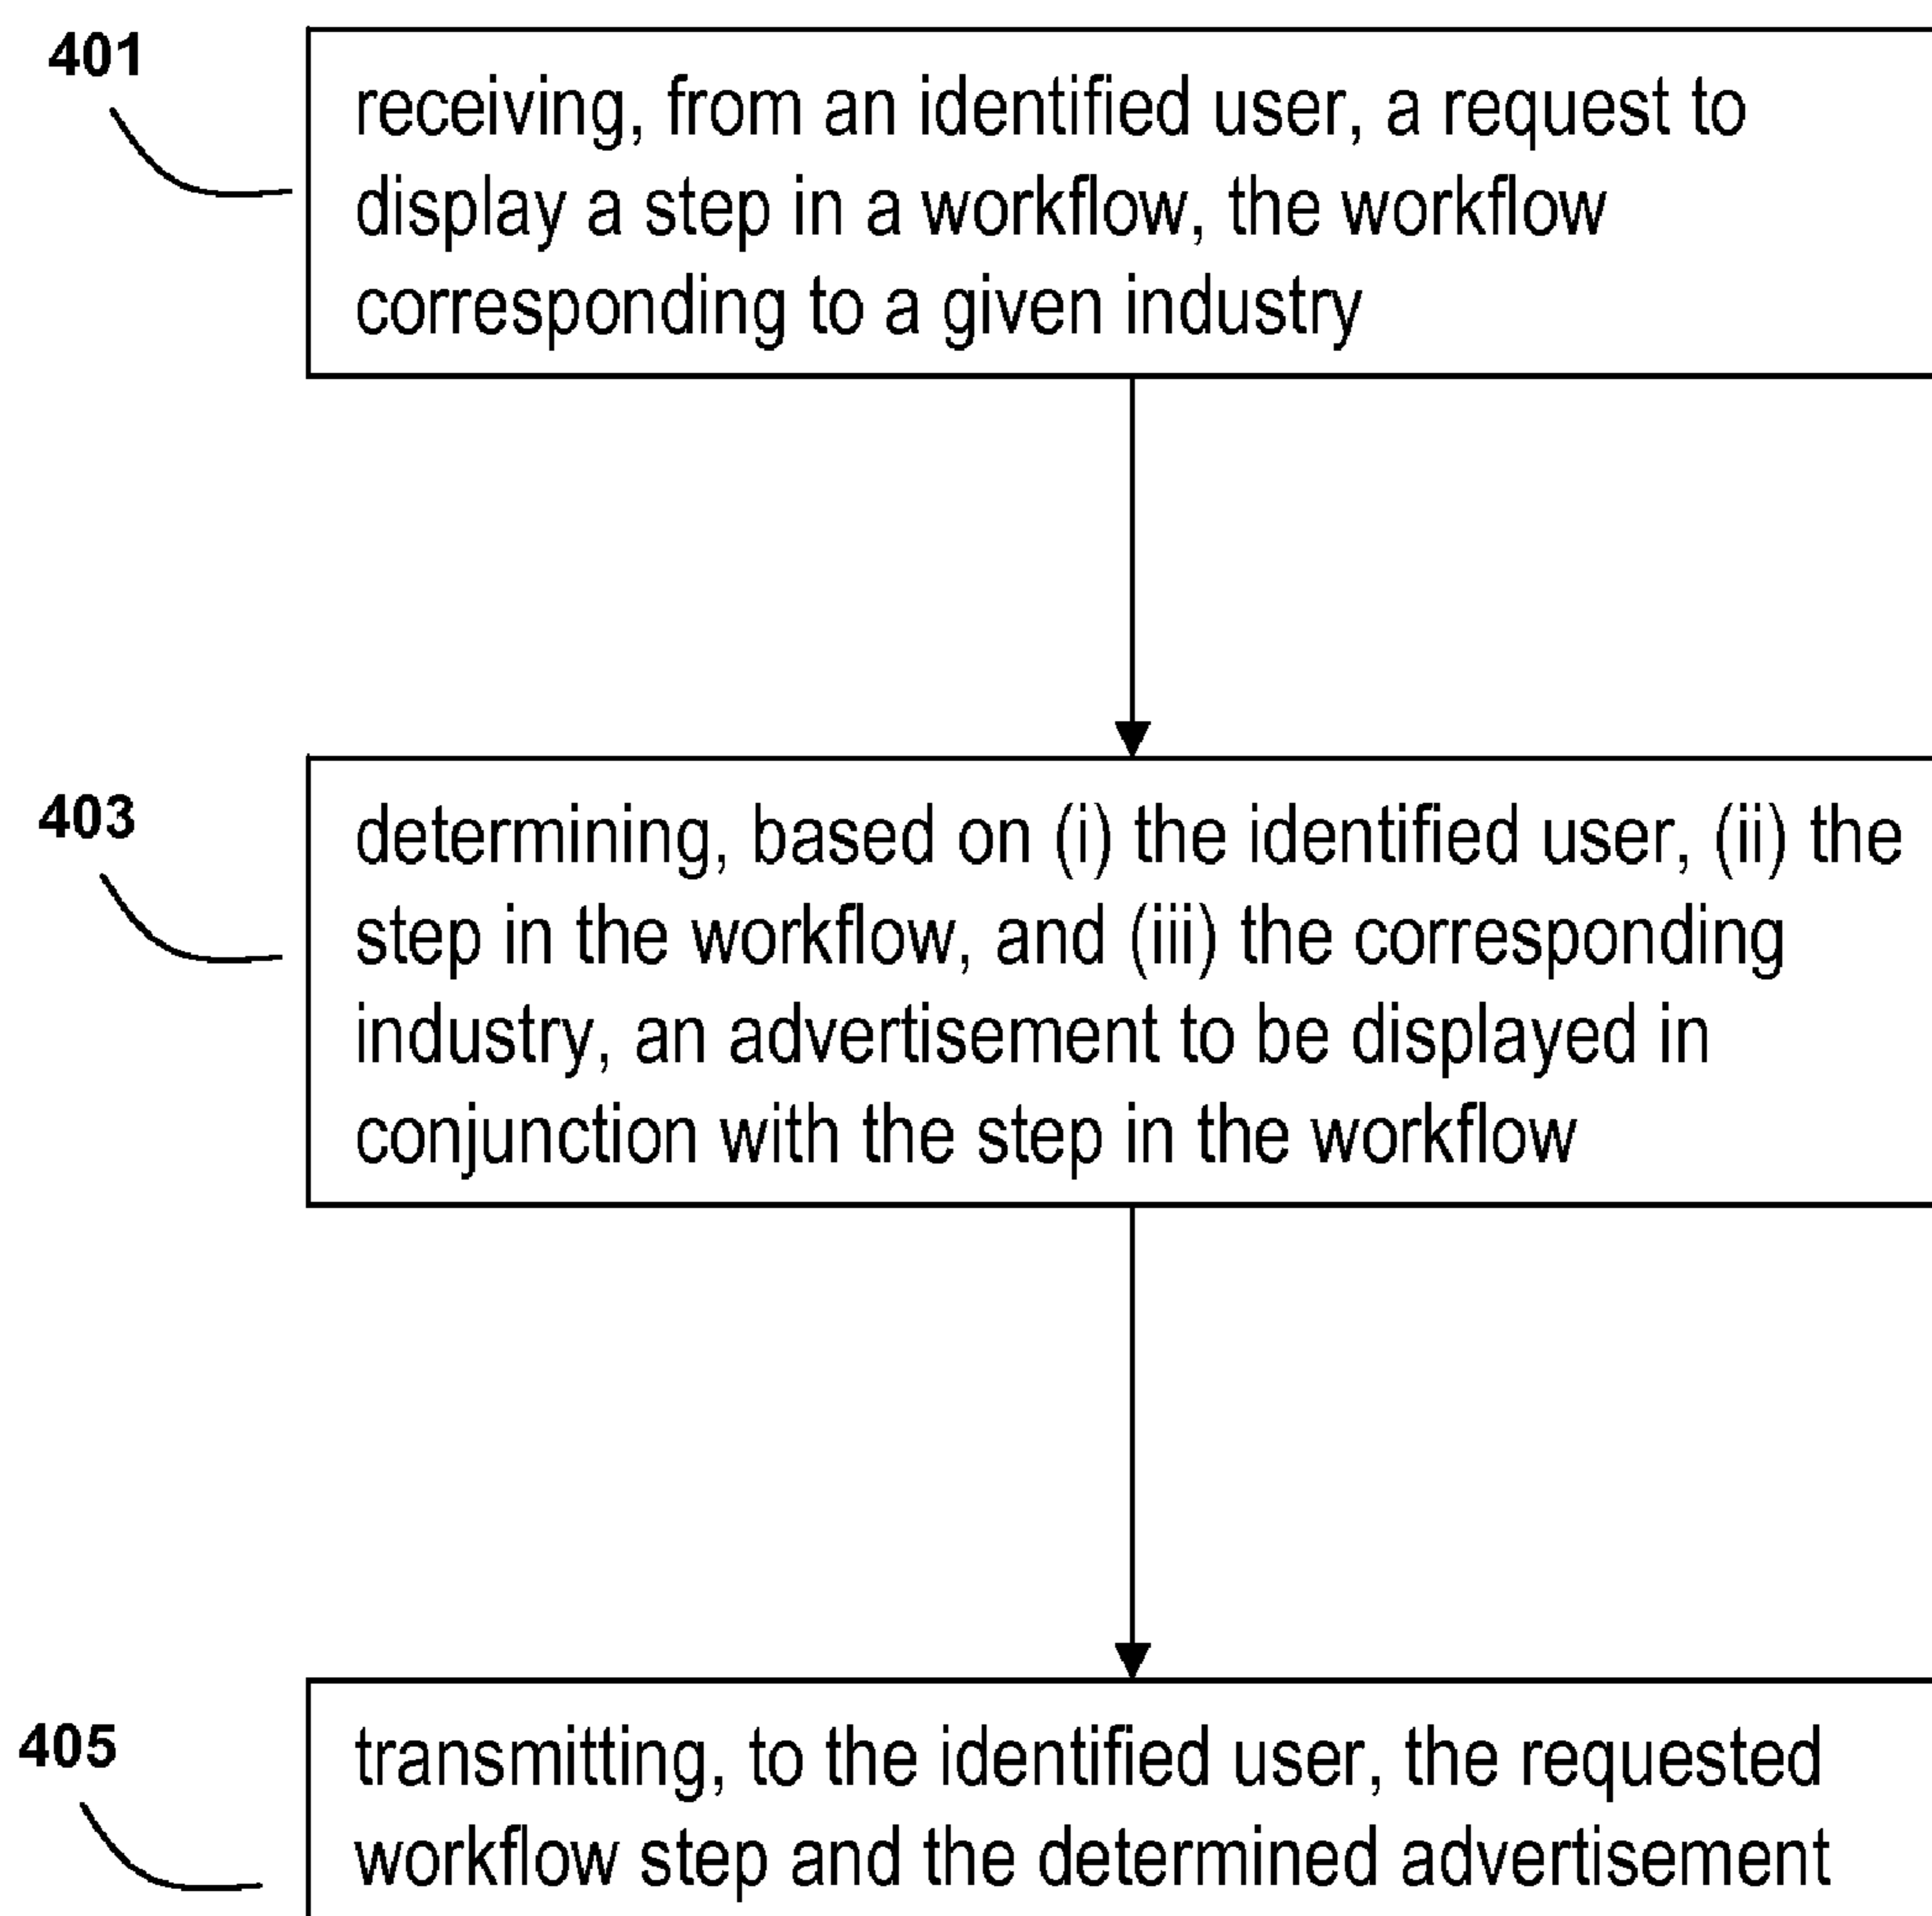 401
receiving, from an identified user, a request to
display a step in a workflow, the workflow
corresponding to a given industry
403
determining, based on (i) the identified user, (ii) the
step in the workflow, and (iii) the corresponding
industry, an advertisement to be displayed in
conjunction with the step in the workflow
405
transmitting, to the identified user, the requested
workflow step and the determined advertisement